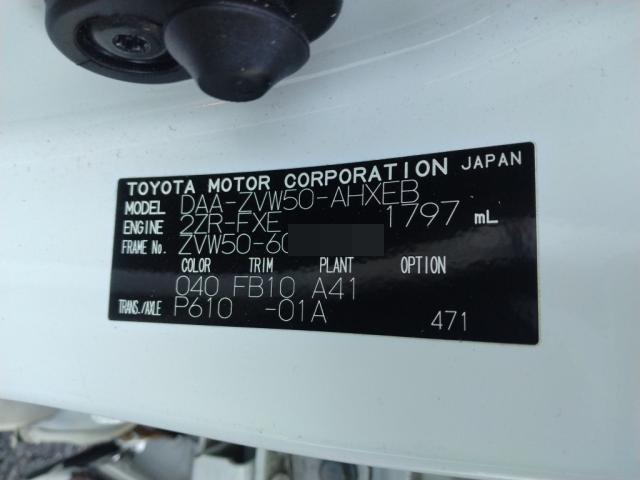 TOYOTA MOTOR CORPORATION JAPAN
MODEL DAA-ZVW50-AHXEB
ENGINE 2ZR-FXE 1797 mL
FRAME No. ZVW50-60
COLOR TRIM PLANT OPTION
040 FB10 A41
TRANS./AXLE P610 -01A 471